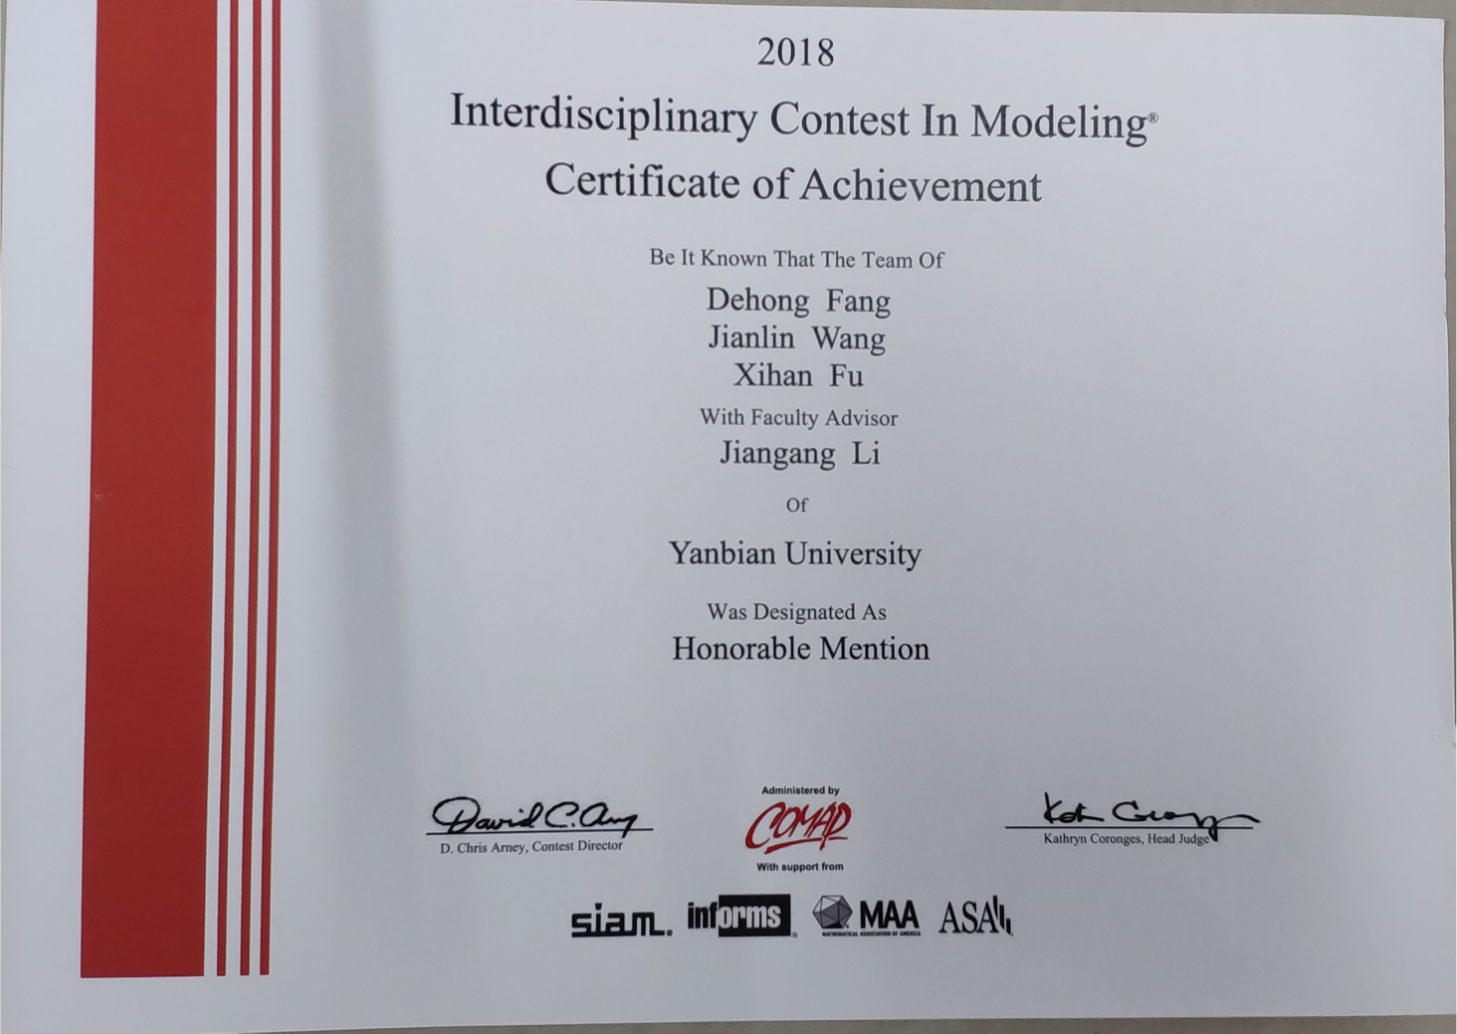 2018
Interdisciplinary Contest In Modeling®
Certificate of Achievement
Be It Known That The Team Of
Dehong Fang
Jianlin Wang
Xihan Fu
With Faculty Advisor
Jiangang Li
Of
Yanbian University
Was Designated As
Honorable Mention
David C. Arney
D. Chris Arney, Contest Director
Administered by
COMAP
With support from
Kathryn Coronges, Head Judge
siam.
informs
MAA
MATHEMATICAL ASSOCIATION OF AMERICA
ASA